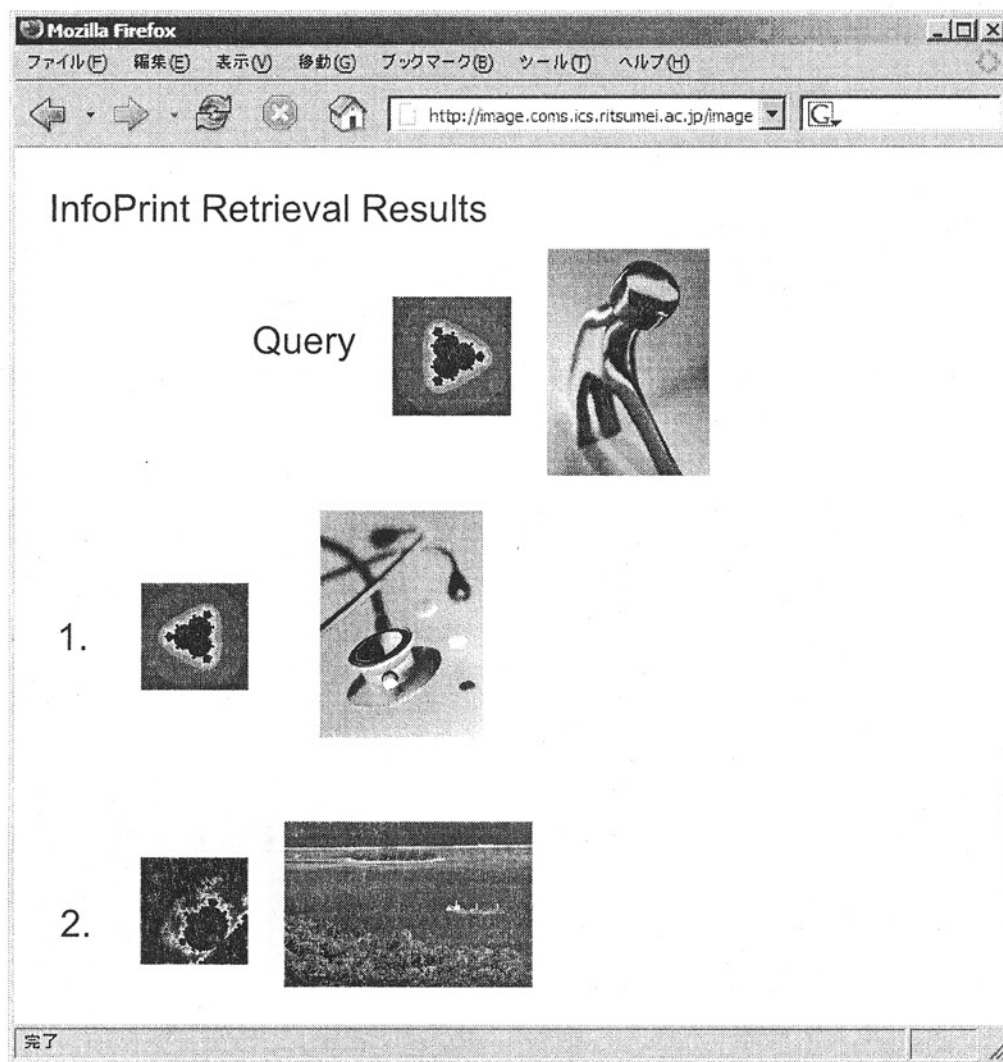 Mozilla Firefox
ファイル(F) 編集(E) 表示(V) 移動(G) ブックマーク(B) ツール(T) ヘルプ(H)
http://image.coms.ics.ritsumei.ac.jp/image G
InfoPrint Retrieval Results
Query
1.
2.
完了